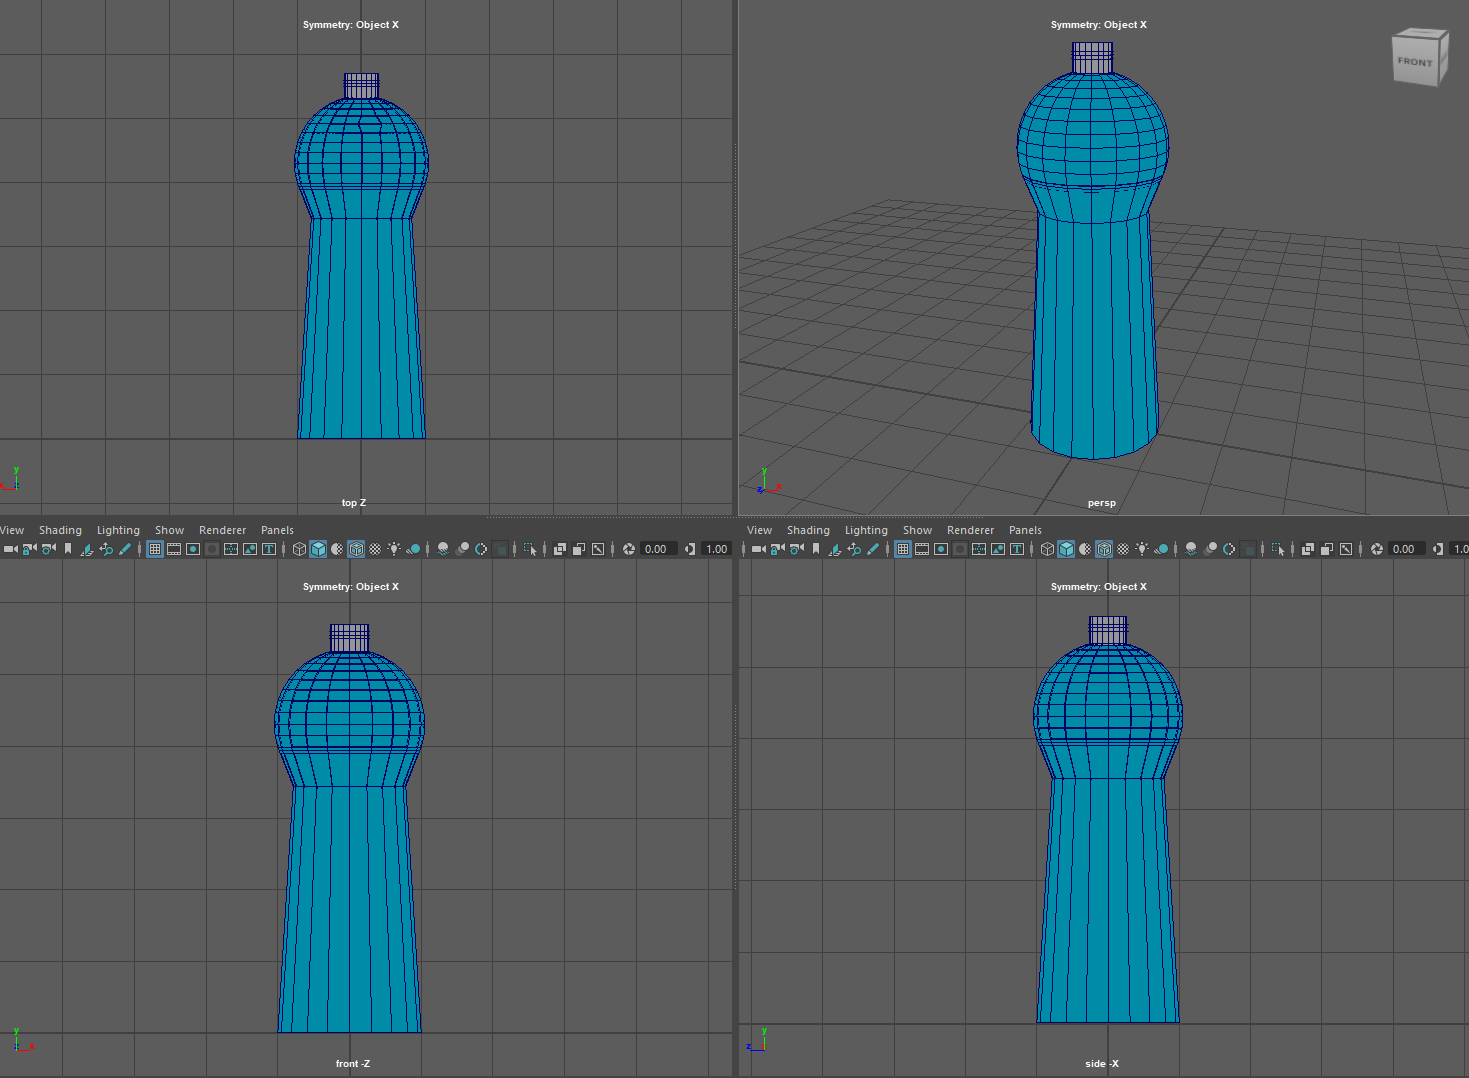 Symmetry: Object X
Symmetry: Object X
FRONT
y
x
top Z
y
z
x
persp
View Shading Lighting Show Renderer Panels
View Shading Lighting Show Renderer Panels
0.00 1.00
0.00 1.0
Symmetry: Object X
Symmetry: Object X
y
x
front -Z
y
z
side -X